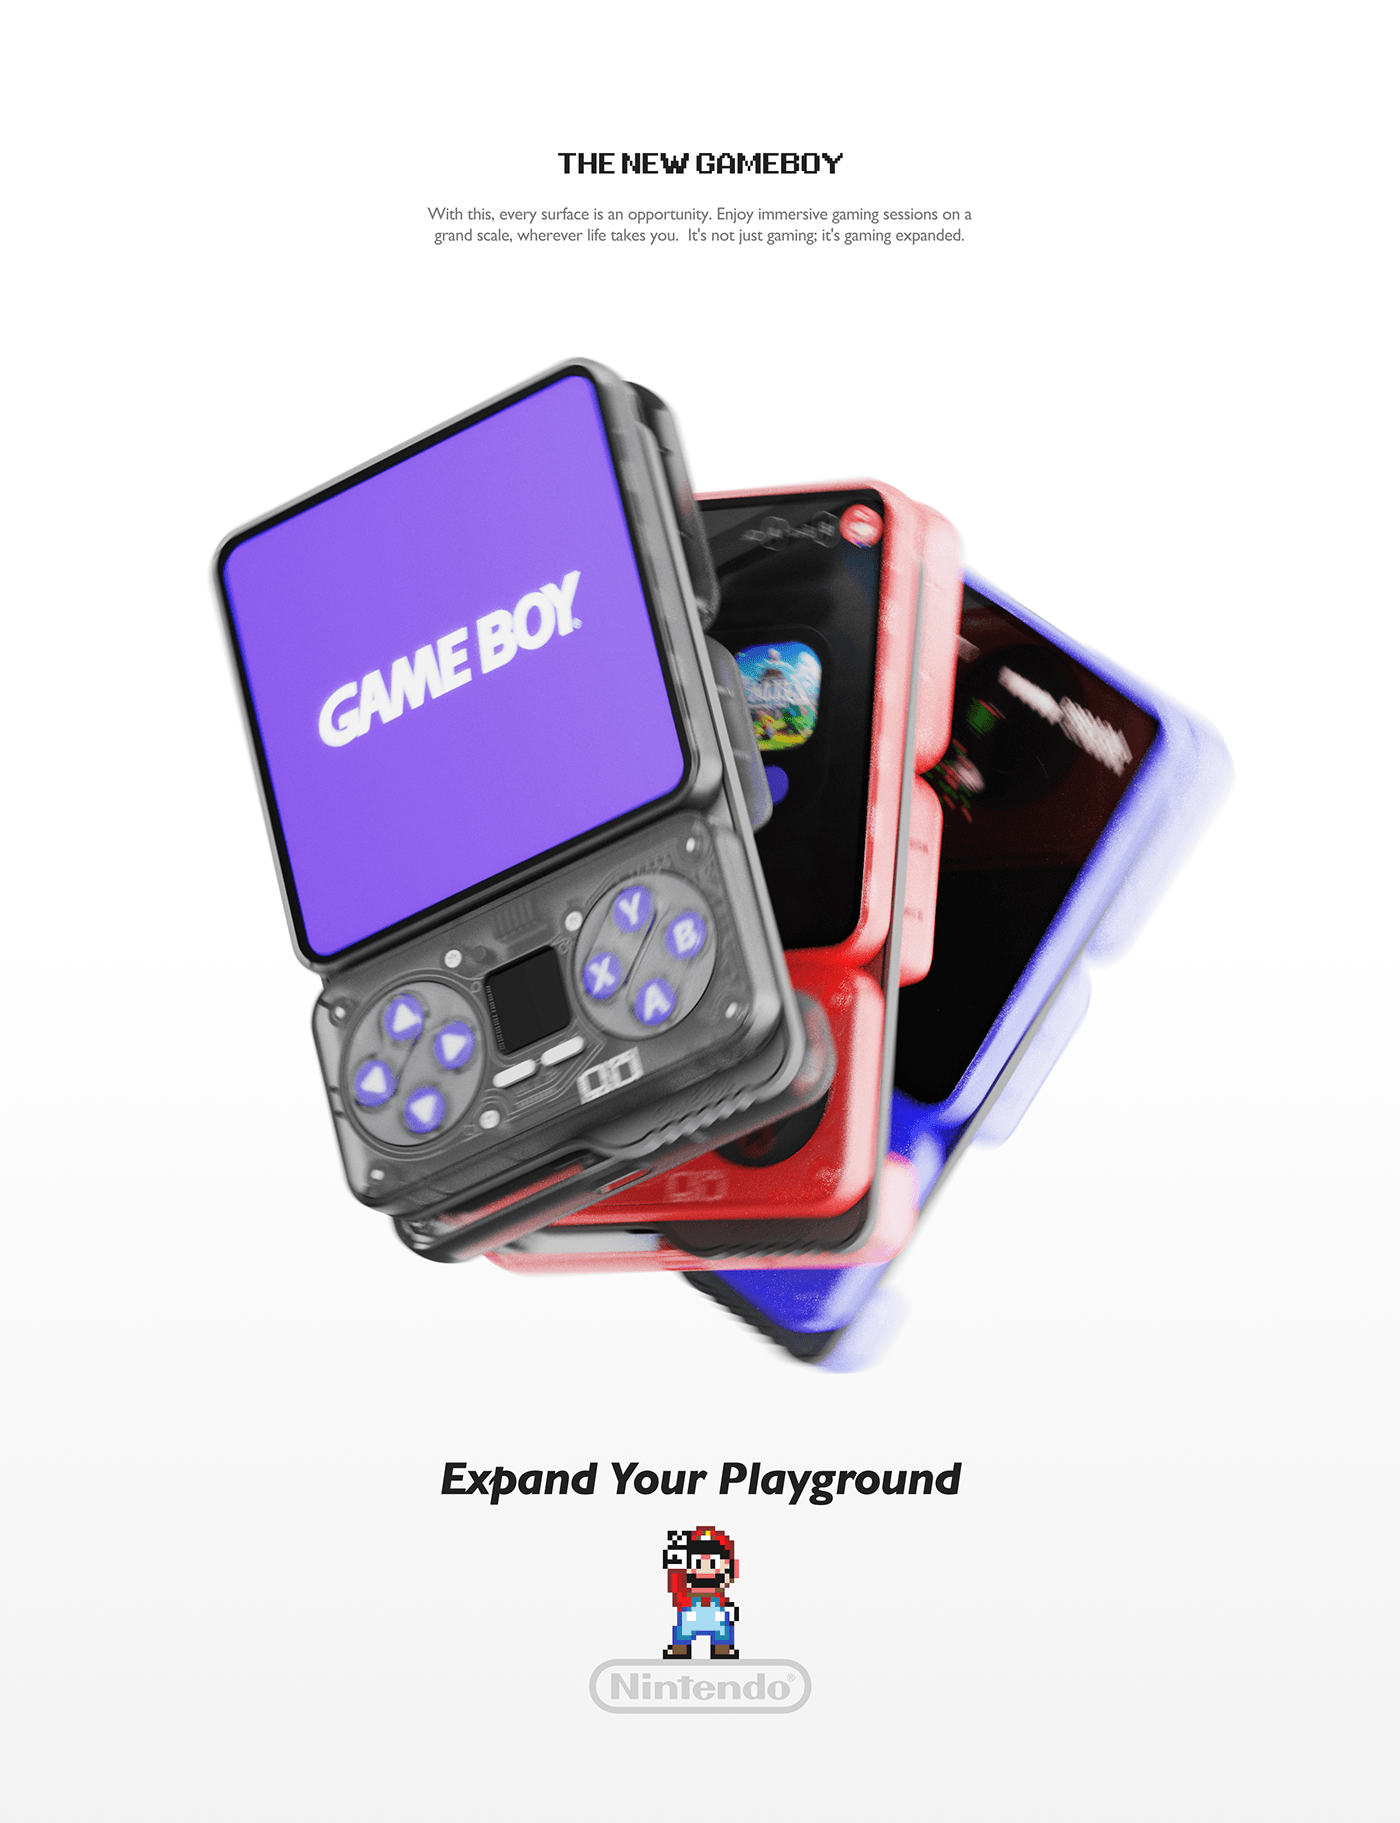 THE NEW GAMEBOY
With this, every surface is an opportunity. Enjoy immersive gaming sessions on a
grand scale, wherever life takes you.  It's not just gaming; it's gaming expanded.
GAME BOY®
Y
B
X
A
Expand Your Playground
Nintendo®